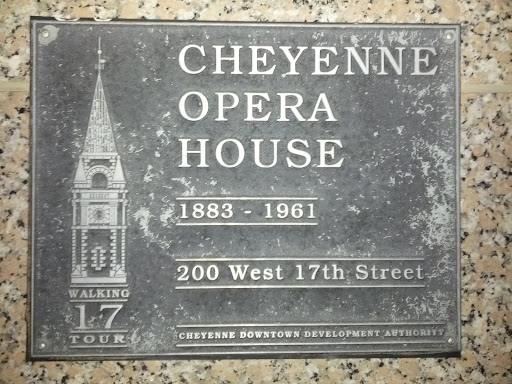 CHEYENNE
OPERA
HOUSE
1883 - 1961
200 West 17th Street
WALKING
17
TOUR
CHEYENNE DOWNTOWN DEVELOPMENT AUTHORITY